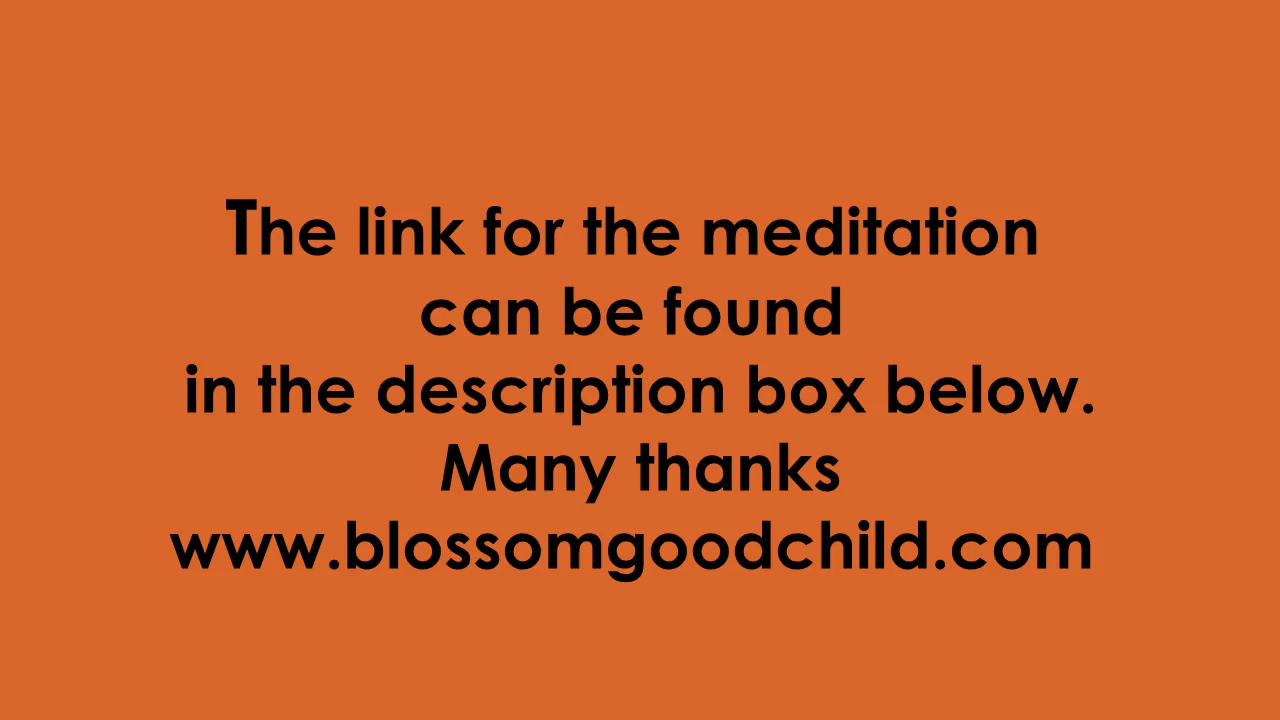 The link for the meditation
can be found
in the description box below.
Many thanks
www.blossomgoodchild.com